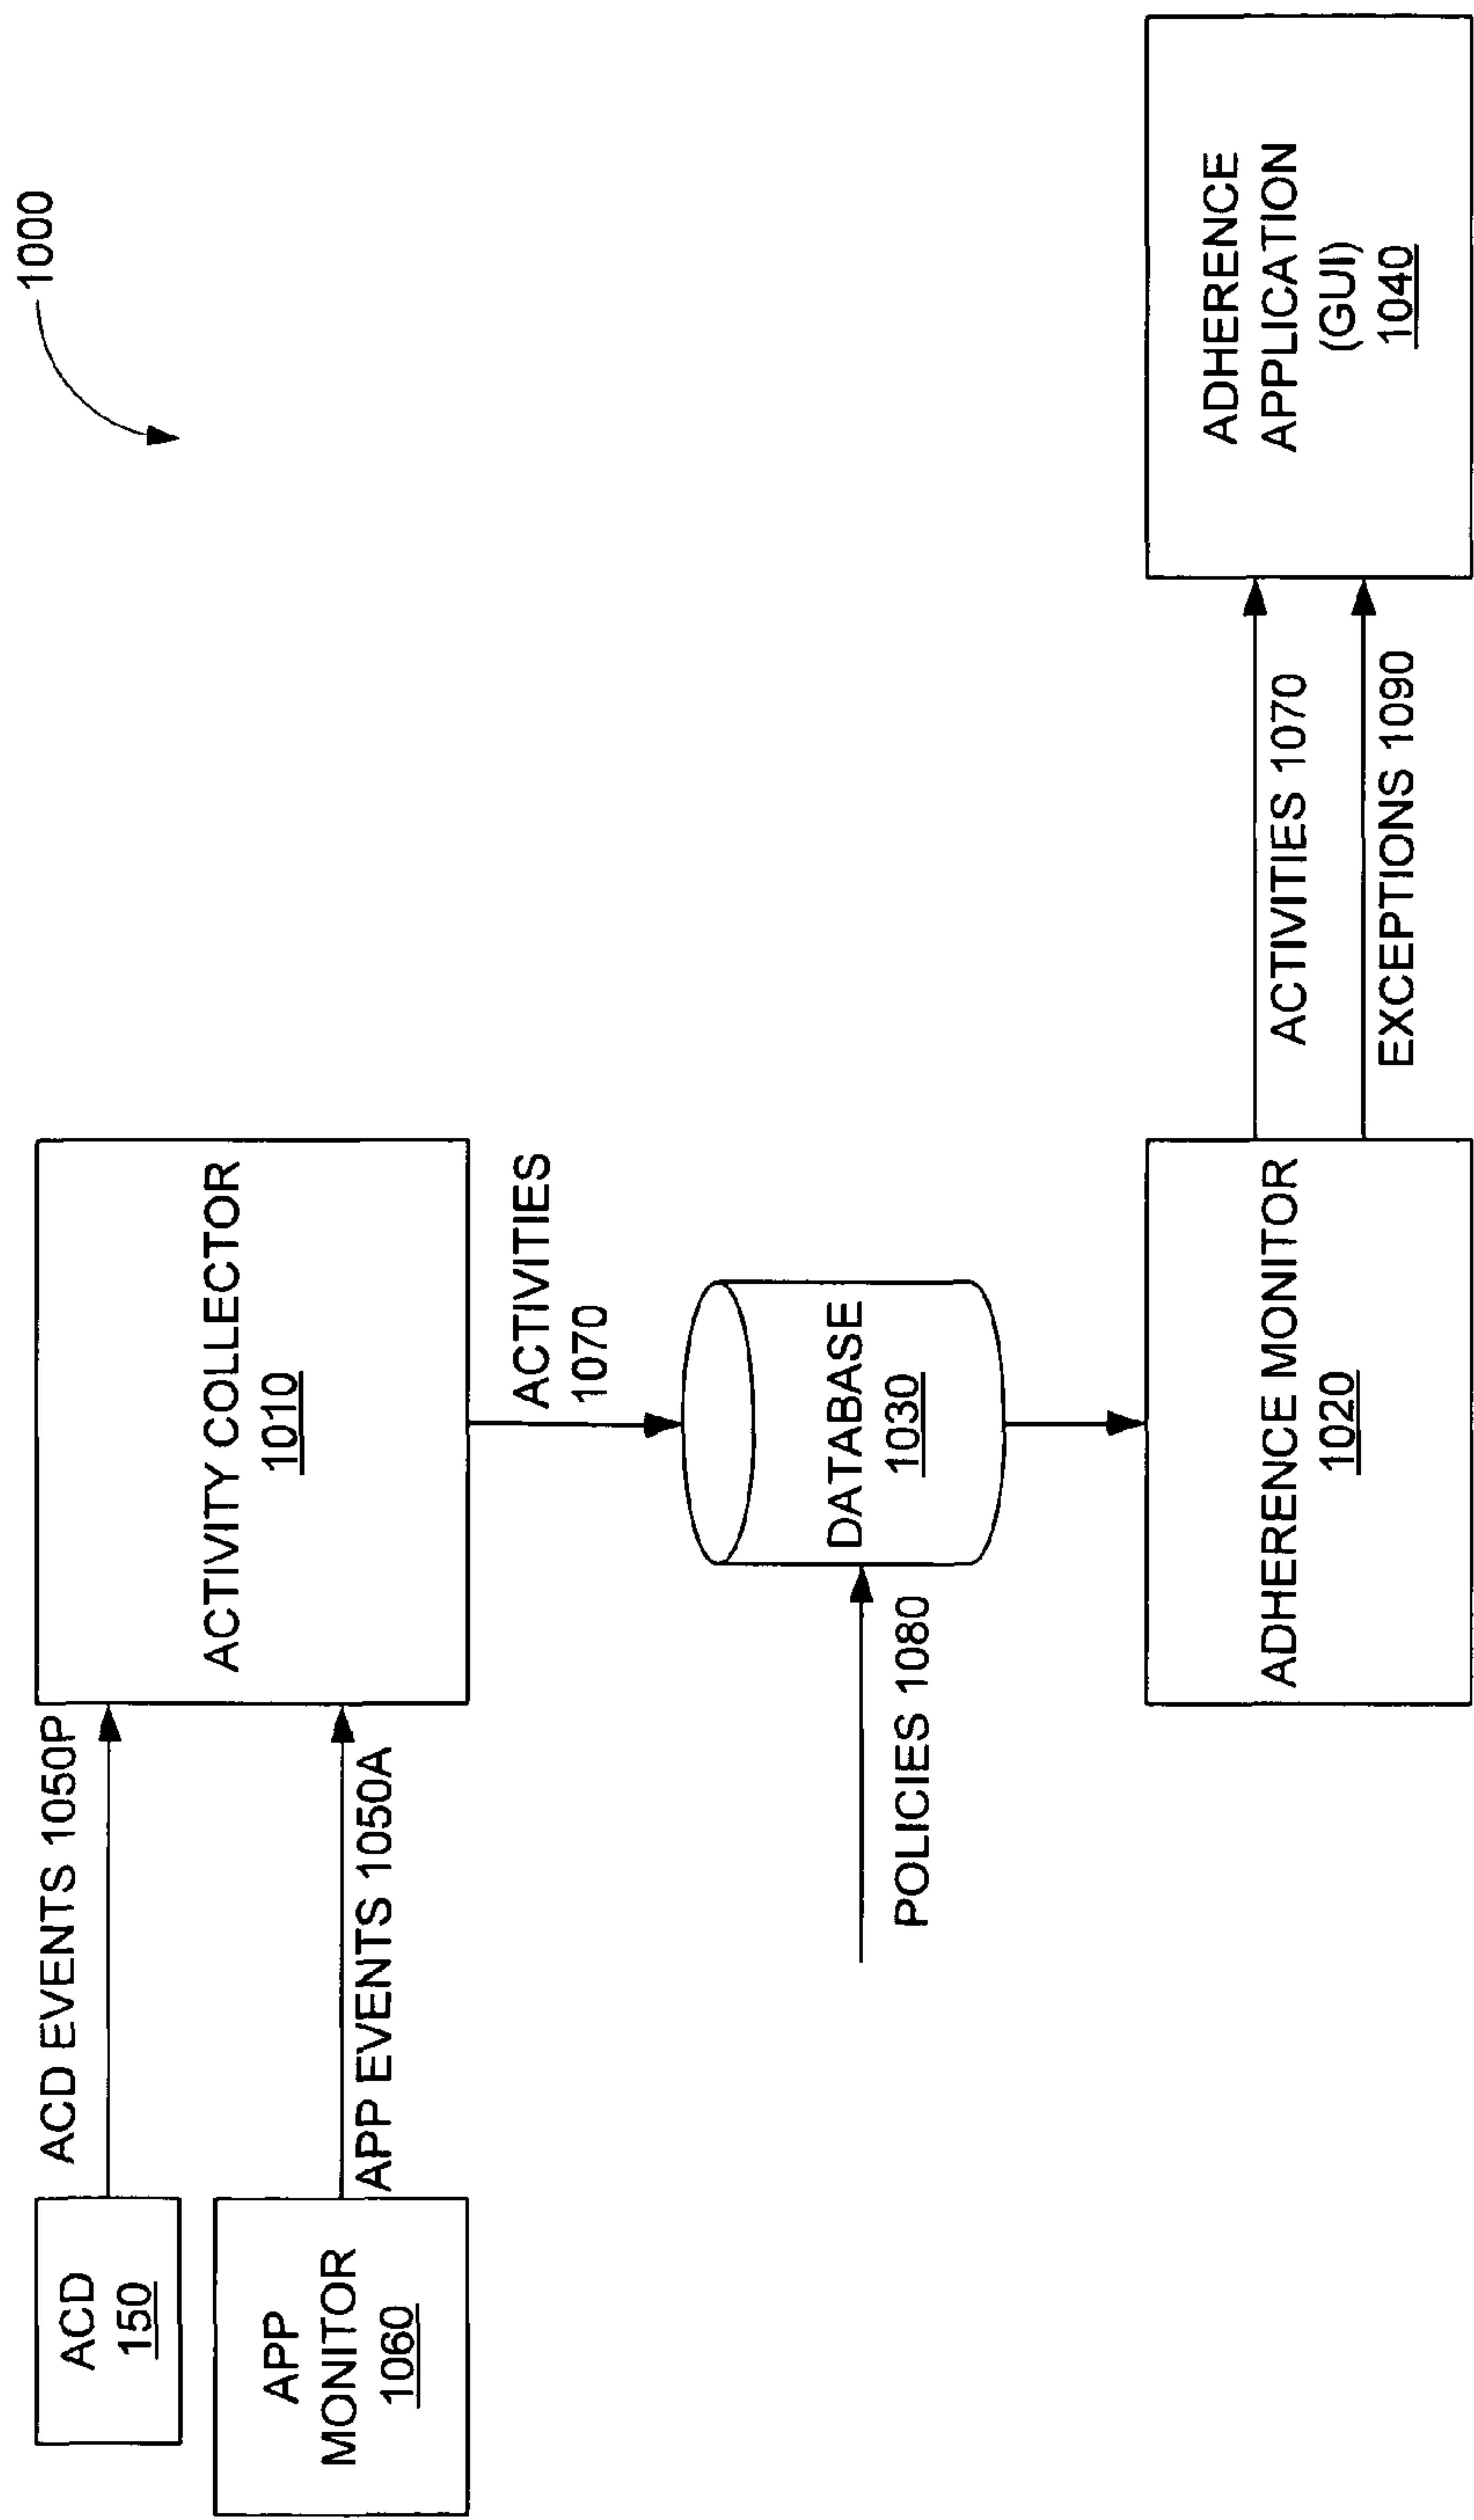 1000
ACD
150
ACD EVENTS 1050P
APP
MONITOR
1060
APP EVENTS 1050A
ACTIVITY COLLECTOR
1010
ACTIVITIES
1070
POLICIES 1080
DATABASE
1030
ADHERENCE MONITOR
1020
ACTIVITIES 1070
EXCEPTIONS 1090
ADHERENCE
APPLICATION
(GUI)
1040